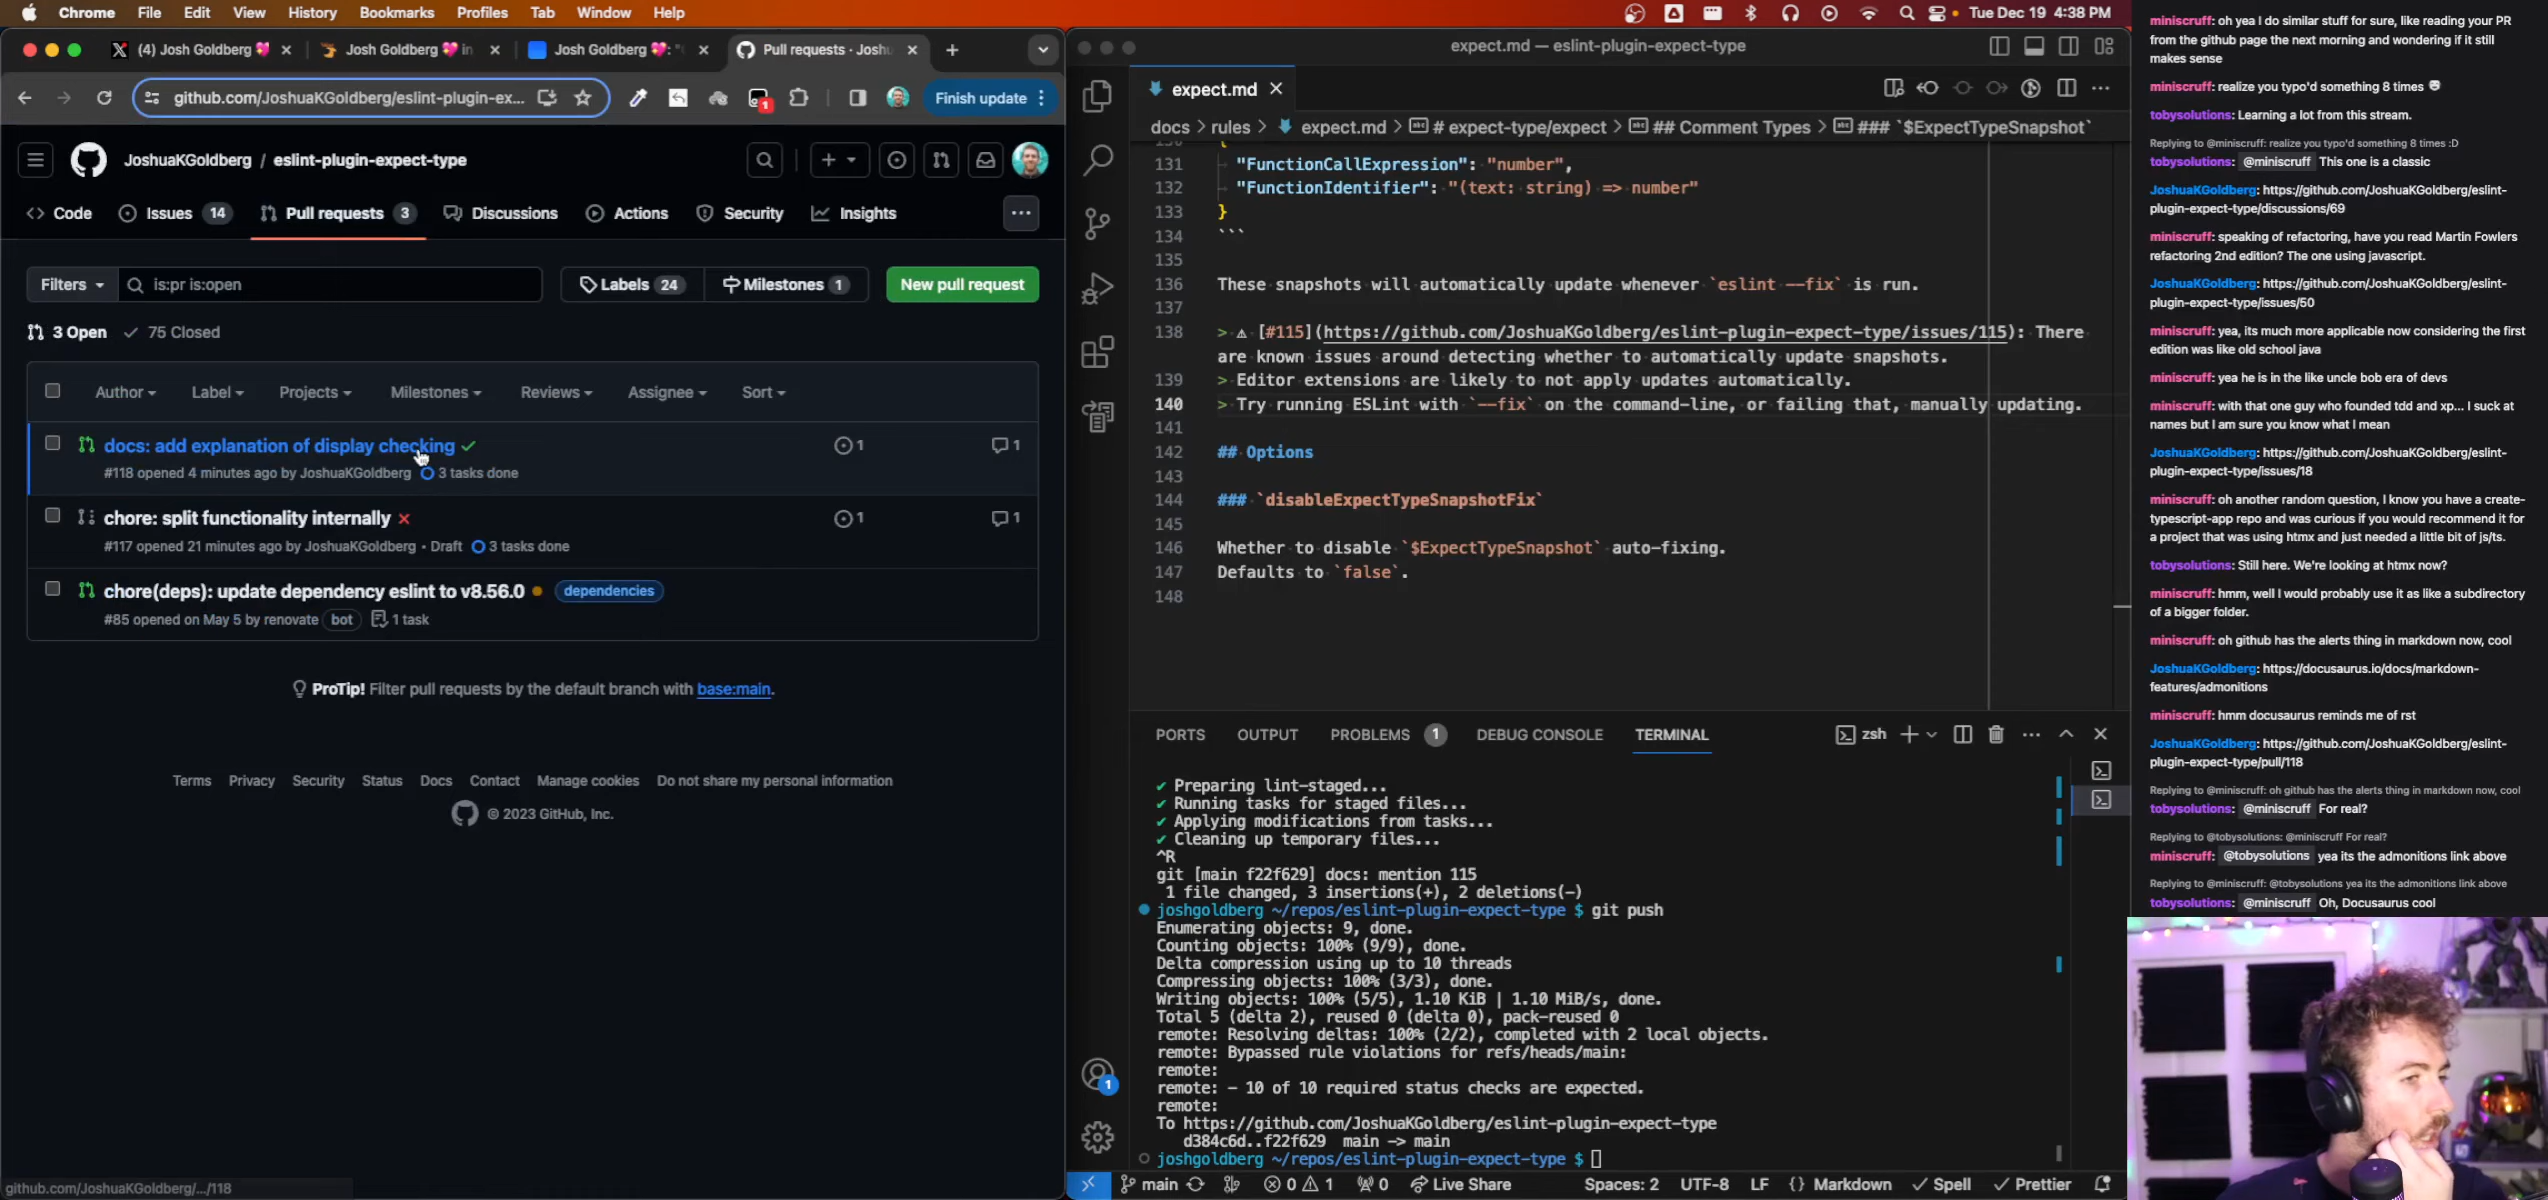 Chrome File Edit View History Bookmarks Profiles Tab Window Help
Tue Dec 19 4:38 PM
(4) Josh Goldberg
Josh Goldberg in
Josh Goldberg : "
Pull requests · Joshu
github.com/JoshuaKGoldberg/eslint-plugin-ex...
1
Finish update
JoshuaKGoldberg / eslint-plugin-expect-type
Code Issues 14 Pull requests 3 Discussions Actions Security Insights
Filters is:pr is:open Labels 24 Milestones 1 New pull request
3 Open 75 Closed
Author Label Projects Milestones Reviews Assignee Sort
docs: add explanation of display checking 1 1
#118 opened 4 minutes ago by JoshuaKGoldberg 3 tasks done
chore: split functionality internally 1 1
#117 opened 21 minutes ago by JoshuaKGoldberg • Draft 3 tasks done
chore(deps): update dependency eslint to v8.56.0 dependencies
#85 opened on May 5 by renovate bot 1 task
ProTip! Filter pull requests by the default branch with base:main.
Terms Privacy Security Status Docs Contact Manage cookies Do not share my personal information
© 2023 GitHub, Inc.
github.com/JoshuaKGoldberg/.../118
expect.md — eslint-plugin-expect-type
expect.md
docs > rules > expect.md > # expect-type/expect > ## Comment Types > ### `$ExpectTypeSnapshot`
130 {
131 "FunctionCallExpression": "number",
132 "FunctionIdentifier": "(text: string) => number"
133 }
134 ```
135
136 These snapshots will automatically update whenever `eslint --fix` is run.
137
138 > ⚠ [#115](https://github.com/JoshuaKGoldberg/eslint-plugin-expect-type/issues/115): There
are known issues around detecting whether to automatically update snapshots.
139 > Editor extensions are likely to not apply updates automatically.
140 > Try running ESLint with `--fix` on the command-line, or failing that, manually updating.
141
142 ## Options
143
144 ### `disableExpectTypeSnapshotFix`
145
146 Whether to disable `$ExpectTypeSnapshot` auto-fixing.
147 Defaults to `false`.
148
PORTS OUTPUT PROBLEMS 1 DEBUG CONSOLE TERMINAL zsh
✔ Preparing lint-staged...
✔ Running tasks for staged files...
✔ Applying modifications from tasks...
✔ Cleaning up temporary files...
^R
git [main f22f629] docs: mention 115
1 file changed, 3 insertions(+), 2 deletions(-)
joshgoldberg ~/repos/eslint-plugin-expect-type $ git push
Enumerating objects: 9, done.
Counting objects: 100% (9/9), done.
Delta compression using up to 10 threads
Compressing objects: 100% (3/3), done.
Writing objects: 100% (5/5), 1.10 KiB | 1.10 MiB/s, done.
Total 5 (delta 2), reused 0 (delta 0), pack-reused 0
remote: Resolving deltas: 100% (2/2), completed with 2 local objects.
remote: Bypassed rule violations for refs/heads/main:
remote:
remote: - 10 of 10 required status checks are expected.
remote:
To https://github.com/JoshuaKGoldberg/eslint-plugin-expect-type
d384c6d..f22f629 main -> main
joshgoldberg ~/repos/eslint-plugin-expect-type $
1
main 0 1 0 Live Share Spaces: 2 UTF-8 LF {} Markdown Spell Prettier
miniscruff: oh yea I do similar stuff for sure, like reading your PR
from the github page the next morning and wondering if it still
makes sense
miniscruff: realize you typo'd something 8 times
tobysolutions: Learning a lot from this stream.
Replying to @miniscruff: realize you typo'd something 8 times :D
tobysolutions: @miniscruff This one is a classic
JoshuaKGoldberg: https://github.com/JoshuaKGoldberg/eslint-
plugin-expect-type/discussions/69
miniscruff: speaking of refactoring, have you read Martin Fowlers
refactoring 2nd edition? The one using javascript.
JoshuaKGoldberg: https://github.com/JoshuaKGoldberg/eslint-
plugin-expect-type/issues/50
miniscruff: yea, its much more applicable now considering the first
edition was like old school java
miniscruff: yea he is in the like uncle bob era of devs
miniscruff: with that one guy who founded tdd and xp... I suck at
names but I am sure you know what I mean
JoshuaKGoldberg: https://github.com/JoshuaKGoldberg/eslint-
plugin-expect-type/issues/18
miniscruff: oh another random question, I know you have a create-
typescript-app repo and was curious if you would recommend it for
a project that was using htmx and just needed a little bit of js/ts.
tobysolutions: Still here. We're looking at htmx now?
miniscruff: hmm, well I would probably use it as like a subdirectory
of a bigger folder.
miniscruff: oh github has the alerts thing in markdown now, cool
JoshuaKGoldberg: https://docusaurus.io/docs/markdown-
features/admonitions
miniscruff: hmm docusaurus reminds me of rst
JoshuaKGoldberg: https://github.com/JoshuaKGoldberg/eslint-
plugin-expect-type/pull/118
Replying to @miniscruff: oh github has the alerts thing in markdown now, cool
tobysolutions: @miniscruff For real?
Replying to @tobysolutions: @miniscruff For real?
miniscruff: @tobysolutions yea its the admonitions link above
Replying to @miniscruff: @tobysolutions yea its the admonitions link above
tobysolutions: @miniscruff Oh, Docusaurus cool